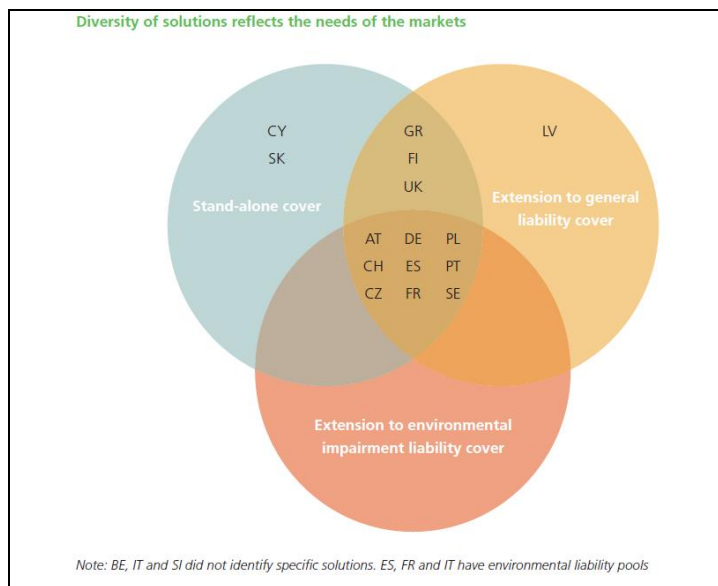 Diversity of solutions reflects the needs of the markets
CY GR LV
SK FI
UK
Stand-alone cover
Extension to general
liability cover
AT DE PL
CH ES PT
CZ FR SE
Extension to environmental
impairment liability cover
Note: BE, IT and SI did not identify specific solutions. ES, FR and IT have environmental liability pools